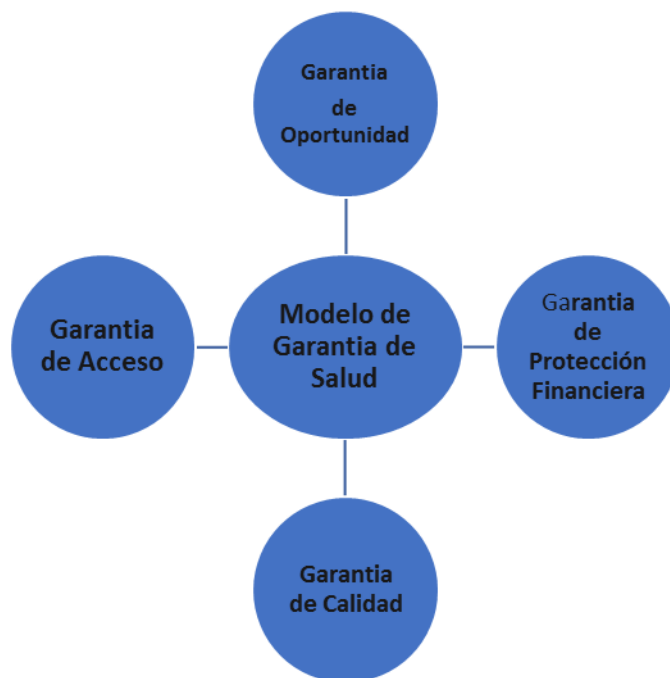 Garantia
de
Oportunidad
Garantia
de Acceso
Modelo de
Garantia de
Salud
Garantia
de
Protección
Financiera
Garantia
de Calidad